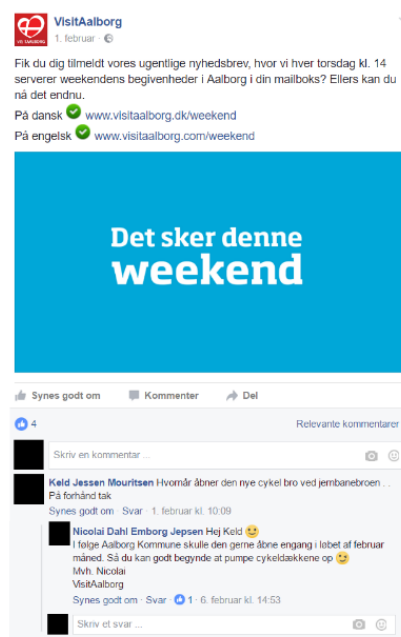 VisitAalborg
1. februar ·
Fik du dig tilmeldt vores ugentlige nyhedsbrev, hvor vi hver torsdag kl. 14
serverer weekendens begivenheder i Aalborg i din mailboks? Ellers kan du
nå det endnu.
På dansk www.visitaalborg.dk/weekend
På engelsk www.visitaalborg.com/weekend
Det sker denne
weekend
Synes godt om Kommenter Del
4 Relevante kommentarer
Skriv en kommentar ...
Keld Jessen Mouritsen Hvornår åbner den nye cykel bro ved jernbanebroen . .
På forhånd tak
Synes godt om · Svar · 1. februar kl. 10:09
Nicolai Dahl Emborg Jepsen Hej Keld
I følge Aalborg Kommune skulle den gerne åbne engang i løbet af februar
måned. Så du kan godt begynde at pumpe cykeldækkene op
Mvh. Nicolai
VisitAalborg
Synes godt om · Svar · 1 · 6. februar kl. 14:53
Skriv et svar ...